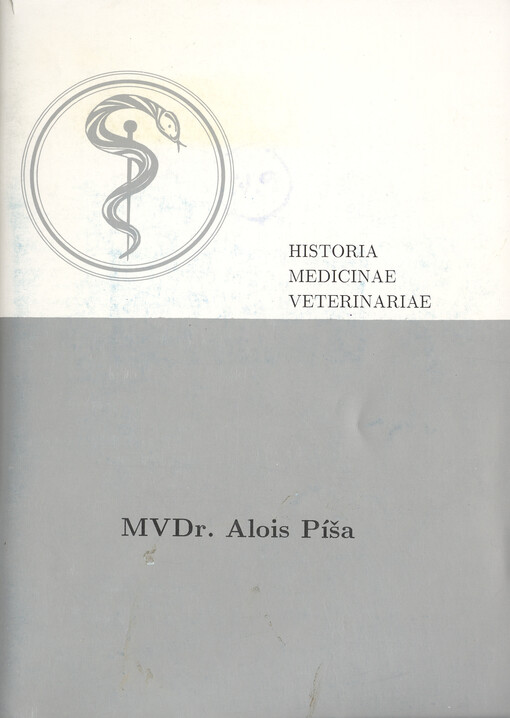 HISTORIA
MEDICINAE
VETERINARIAE
MVDr. Alois Píša